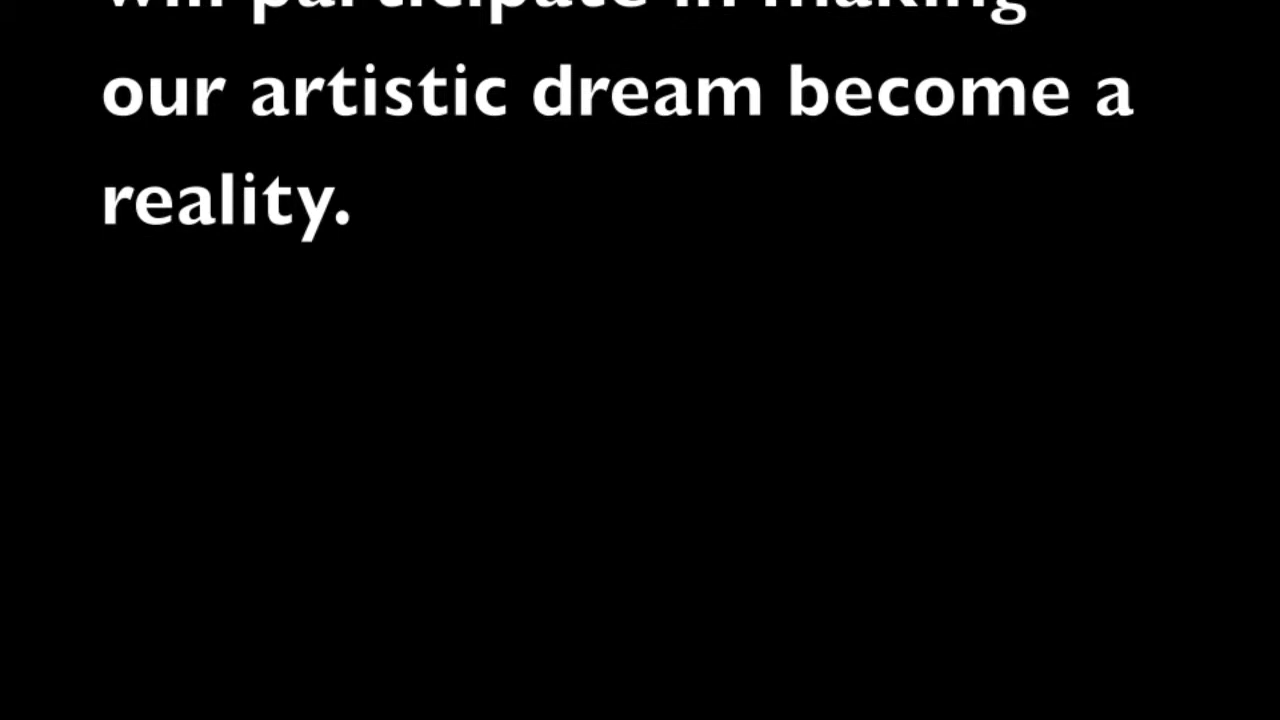 will participate in making
our artistic dream become a
reality.